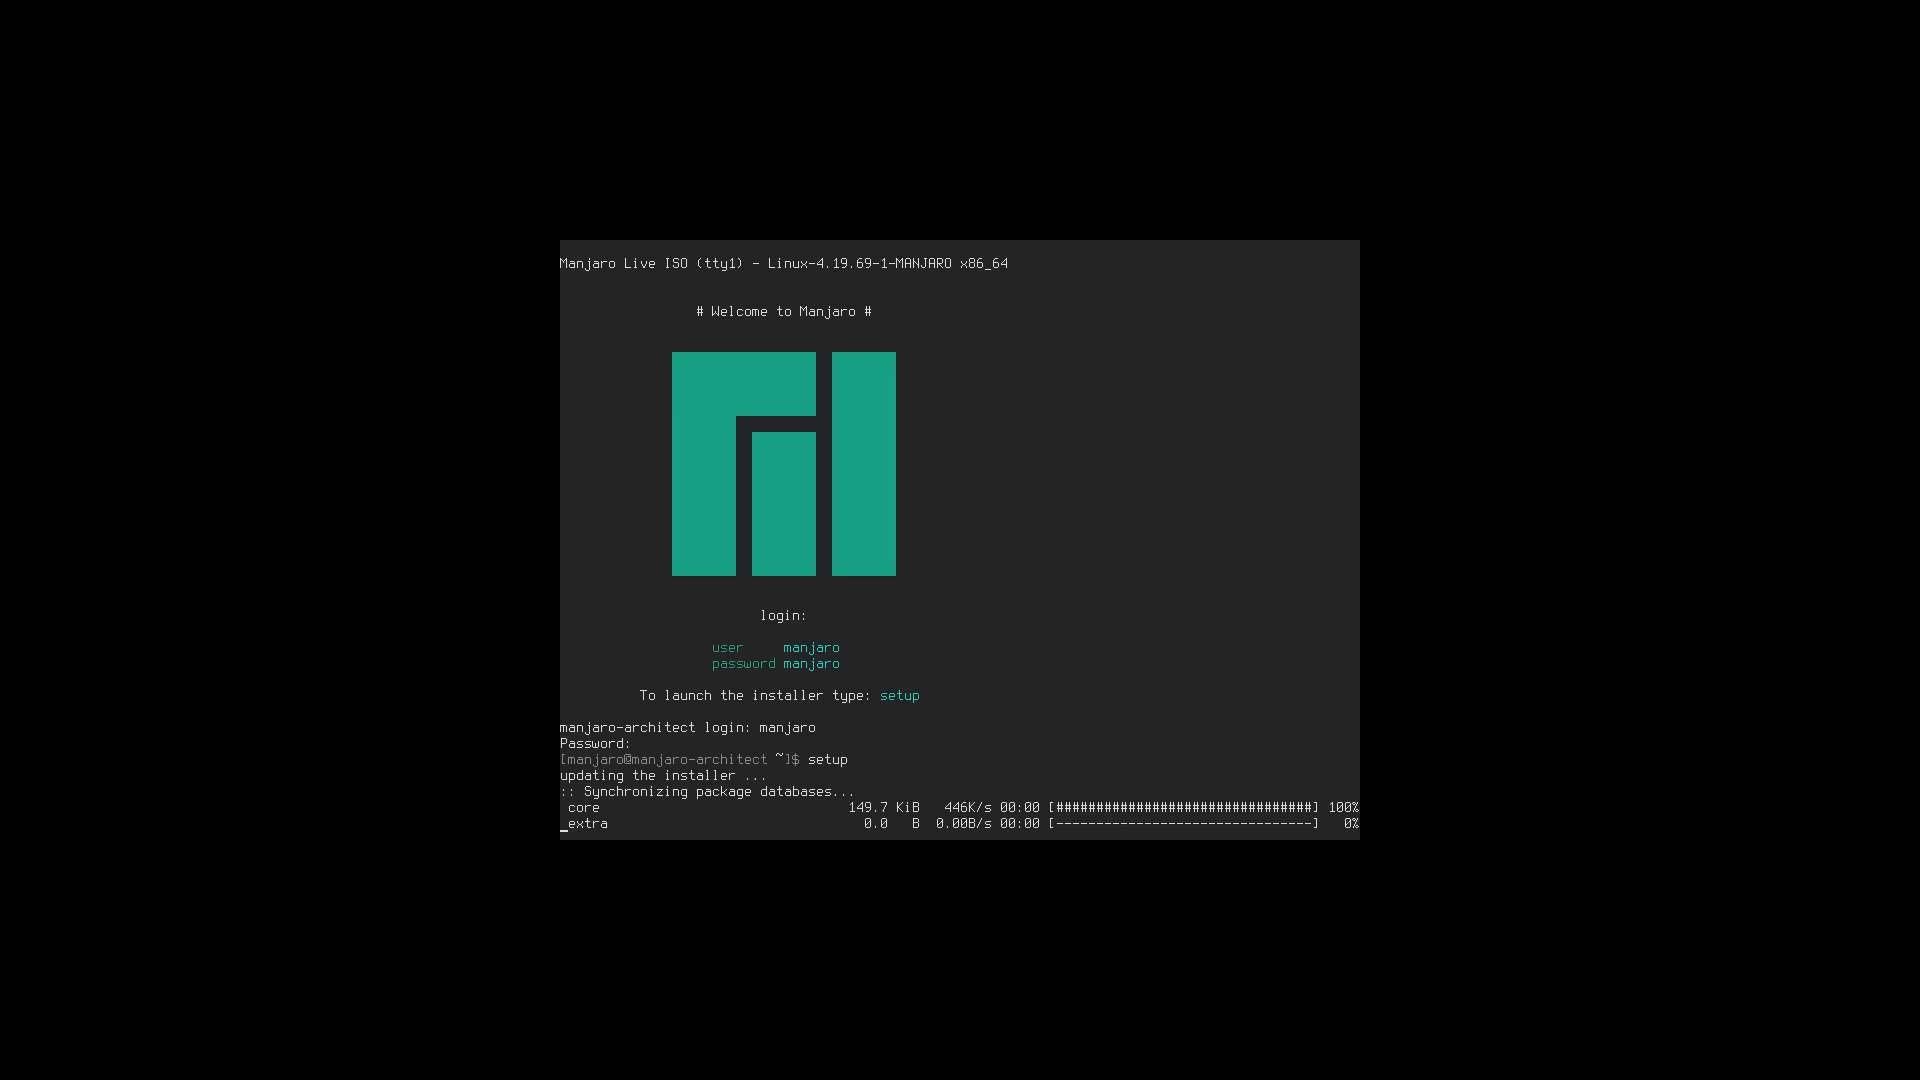 Manjaro Live ISO (tty1) - Linux-4.19.69-1-MANJARO x86_64
# Welcome to Manjaro #
login:
user     manjaro
password manjaro
To launch the installer type: setup
manjaro-architect login: manjaro
Password:
[manjaro@manjaro-architect ~]$ setup
updating the installer ...
:: Synchronizing package databases...
core 149.7 KiB 446K/s 00:00 [################################] 100%
_extra 0.0 B 0.00B/s 00:00 [--------------------------------] 0%